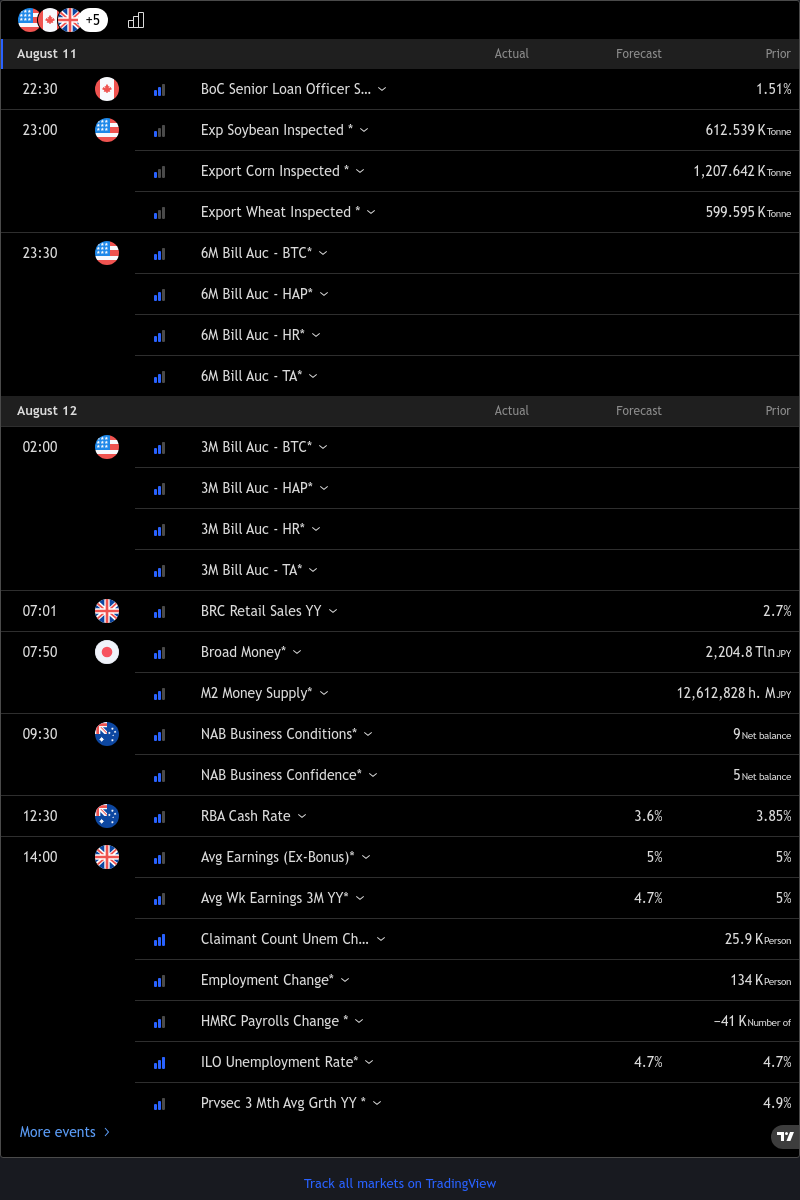 +5
August 11 Actual Forecast Prior
22:30 BoC Senior Loan Officer S... 1.51%
23:00 Exp Soybean Inspected * 612.539 K Tonne
Export Corn Inspected * 1,207.642 K Tonne
Export Wheat Inspected * 599.595 K Tonne
23:30 6M Bill Auc - BTC*
6M Bill Auc - HAP*
6M Bill Auc - HR*
6M Bill Auc - TA*
August 12 Actual Forecast Prior
02:00 3M Bill Auc - BTC*
3M Bill Auc - HAP*
3M Bill Auc - HR*
3M Bill Auc - TA*
07:01 BRC Retail Sales YY 2.7%
07:50 Broad Money* 2,204.8 Tln JPY
M2 Money Supply* 12,612,828 h. M JPY
09:30 NAB Business Conditions* 9 Net balance
NAB Business Confidence* 5 Net balance
12:30 RBA Cash Rate 3.6% 3.85%
14:00 Avg Earnings (Ex-Bonus)* 5% 5%
Avg Wk Earnings 3M YY* 4.7% 5%
Claimant Count Unem Ch... 25.9 K Person
Employment Change* 134 K Person
HMRC Payrolls Change * −41 K Number of
ILO Unemployment Rate* 4.7% 4.7%
Prvsec 3 Mth Avg Grth YY * 4.9%
More events
Track all markets on TradingView